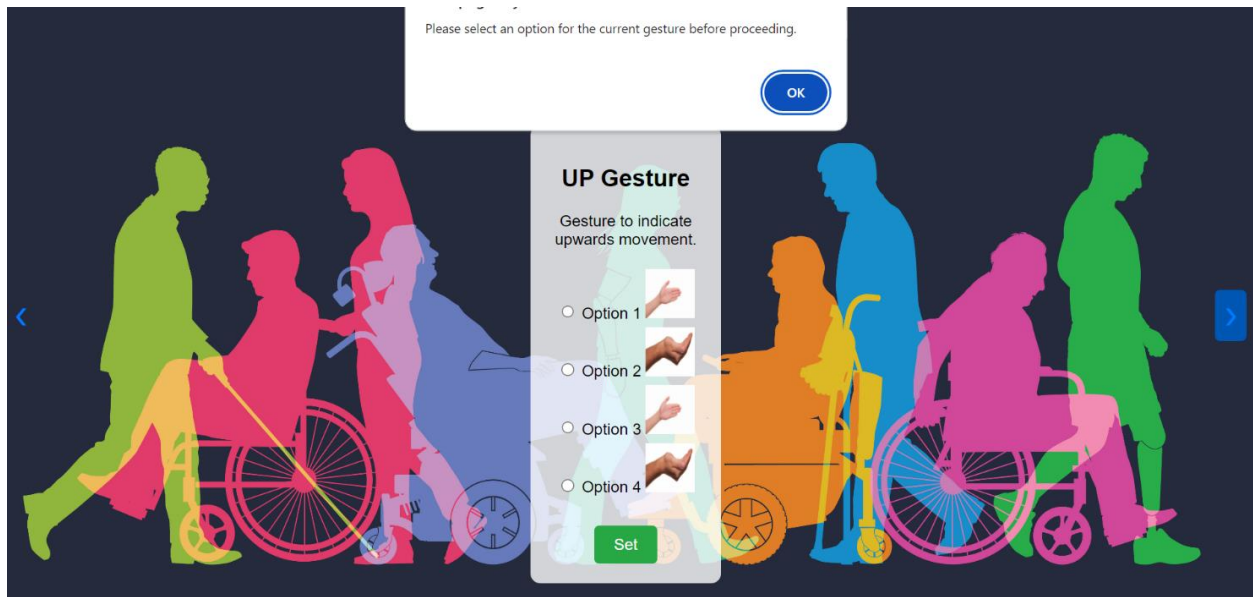 Please select an option for the current gesture before proceeding.
OK
UP Gesture
Gesture to indicate
upwards movement.
Option 1
Option 2
Option 3
Option 4
Set